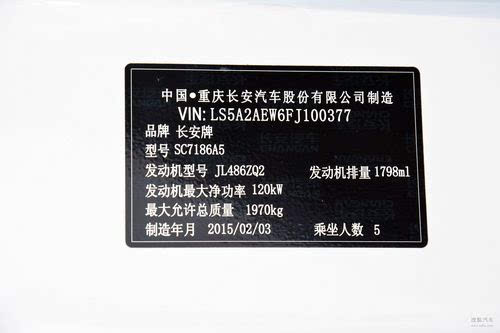 中国•重庆长安汽车股份有限公司制造
VIN: LS5A2AEW6FJ100377
品牌 长安牌
型号 SC7186A5
发动机型号 JL486ZQ2 发动机排量 1798ml
发动机最大净功率 120kW
最大允许总质量 1970kg
制造年月 2015/02/03 乘坐人数 5